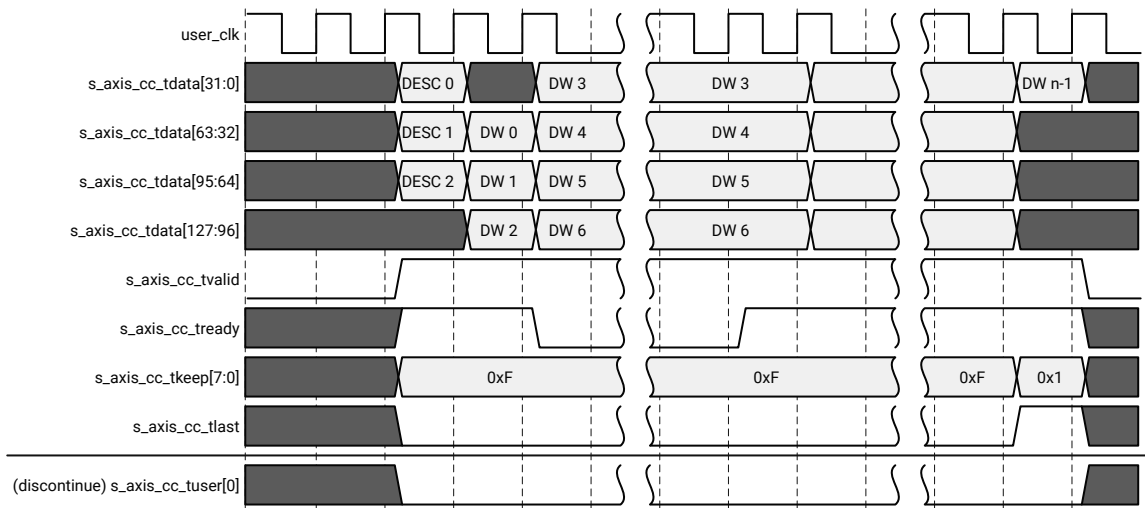 user_clk
s_axis_cc_tdata[31:0] DESC 0 DW 3 DW 3 DW n-1
s_axis_cc_tdata[63:32] DESC 1 DW 0 DW 4 DW 4
s_axis_cc_tdata[95:64] DESC 2 DW 1 DW 5 DW 5
s_axis_cc_tdata[127:96] DW 2 DW 6 DW 6
s_axis_cc_tvalid
s_axis_cc_tready
s_axis_cc_tkeep[7:0] 0xF 0xF 0xF 0x1
s_axis_cc_tlast
(discontinue) s_axis_cc_tuser[0]